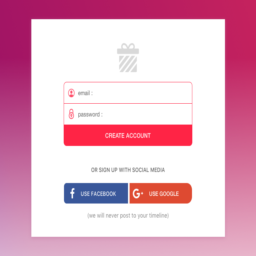 email :
password :
CREATE ACCOUNT
OR SIGN UP WITH SOCIAL MEDIA
f USE FACEBOOK
G+ USE GOOGLE
(we will never post to your timeline)